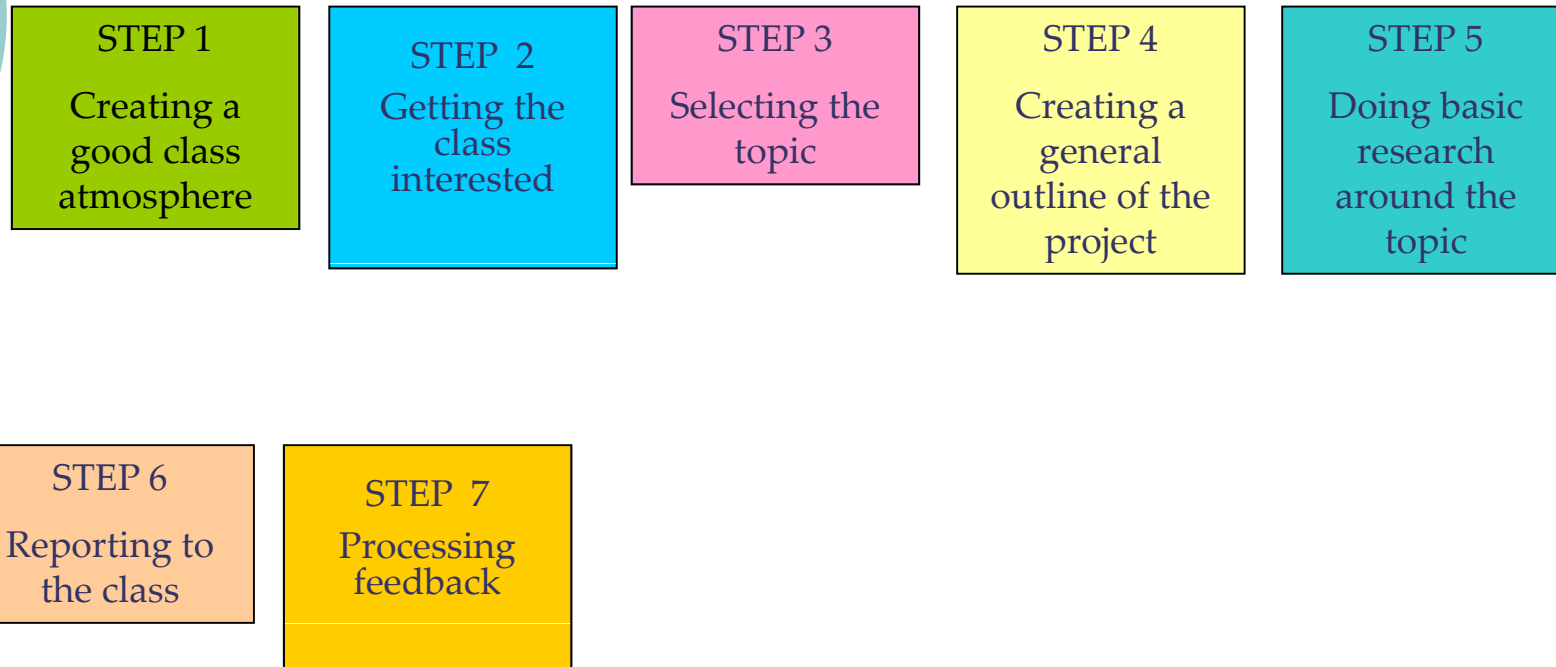 STEP 1
Creating a
good class
atmosphere
STEP 2
Getting the
class
interested
STEP 3
Selecting the
topic
STEP 4
Creating a
general
outline of the
project
STEP 5
Doing basic
research
around the
topic
STEP 6
Reporting to
the class
STEP 7
Processing
feedback